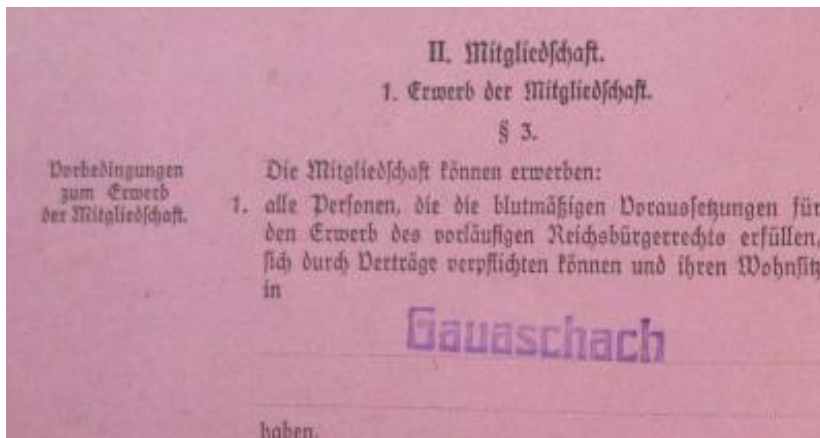 II. Mitgliedschaft.
1. Erwerb der Mitgliedschaft.
§ 3.
Vorbedingungen
zum Erwerb
der Mitgliedschaft.
Die Mitgliedschaft können erwerben:
1. alle Personen, die die blutmäßigen Voraussetzungen für
den Erwerb des vorläufigen Reichsbürgerrechts erfüllen,
sich durch Verträge verpflichten können und ihren Wohnsitz
in
Gauaschach
haben.